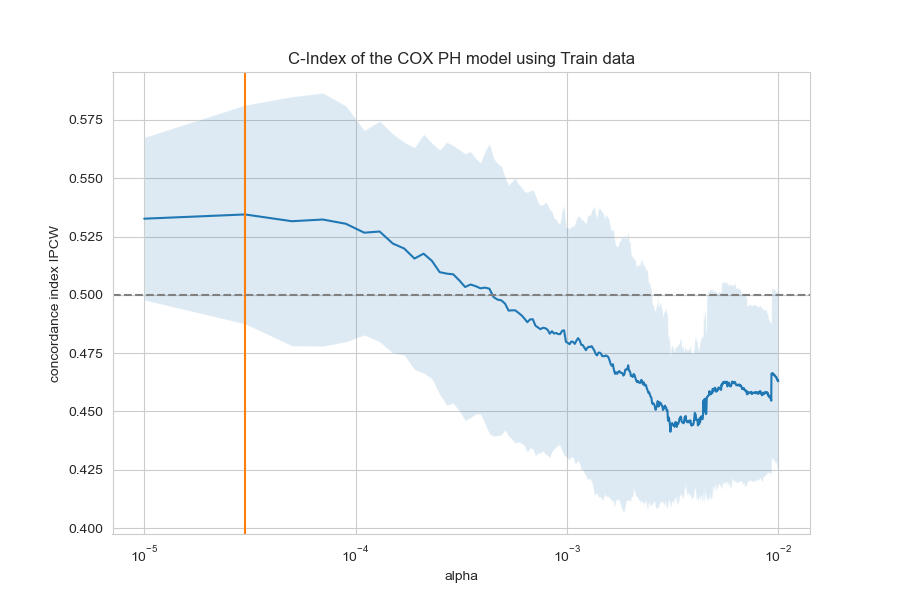 C-Index of the COX PH model using Train data
concordance index IPCW
0.575
0.550
0.525
0.500
0.475
0.450
0.425
0.400
10⁻⁵ 10⁻⁴ 10⁻³ 10⁻²
alpha